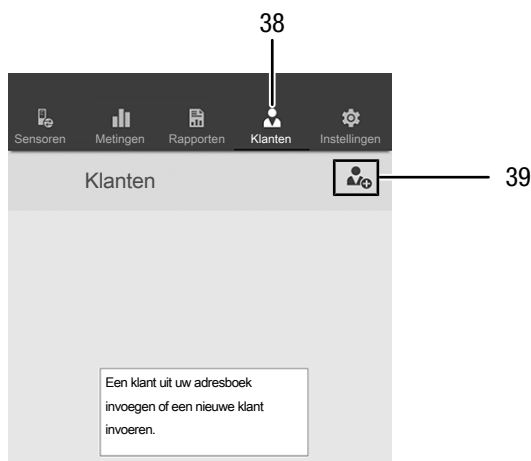 38
Sensoren Metingen Rapporten Klanten Instellingen
Klanten
39
Een klant uit uw adresboek
invoegen of een nieuwe klant
invoeren.